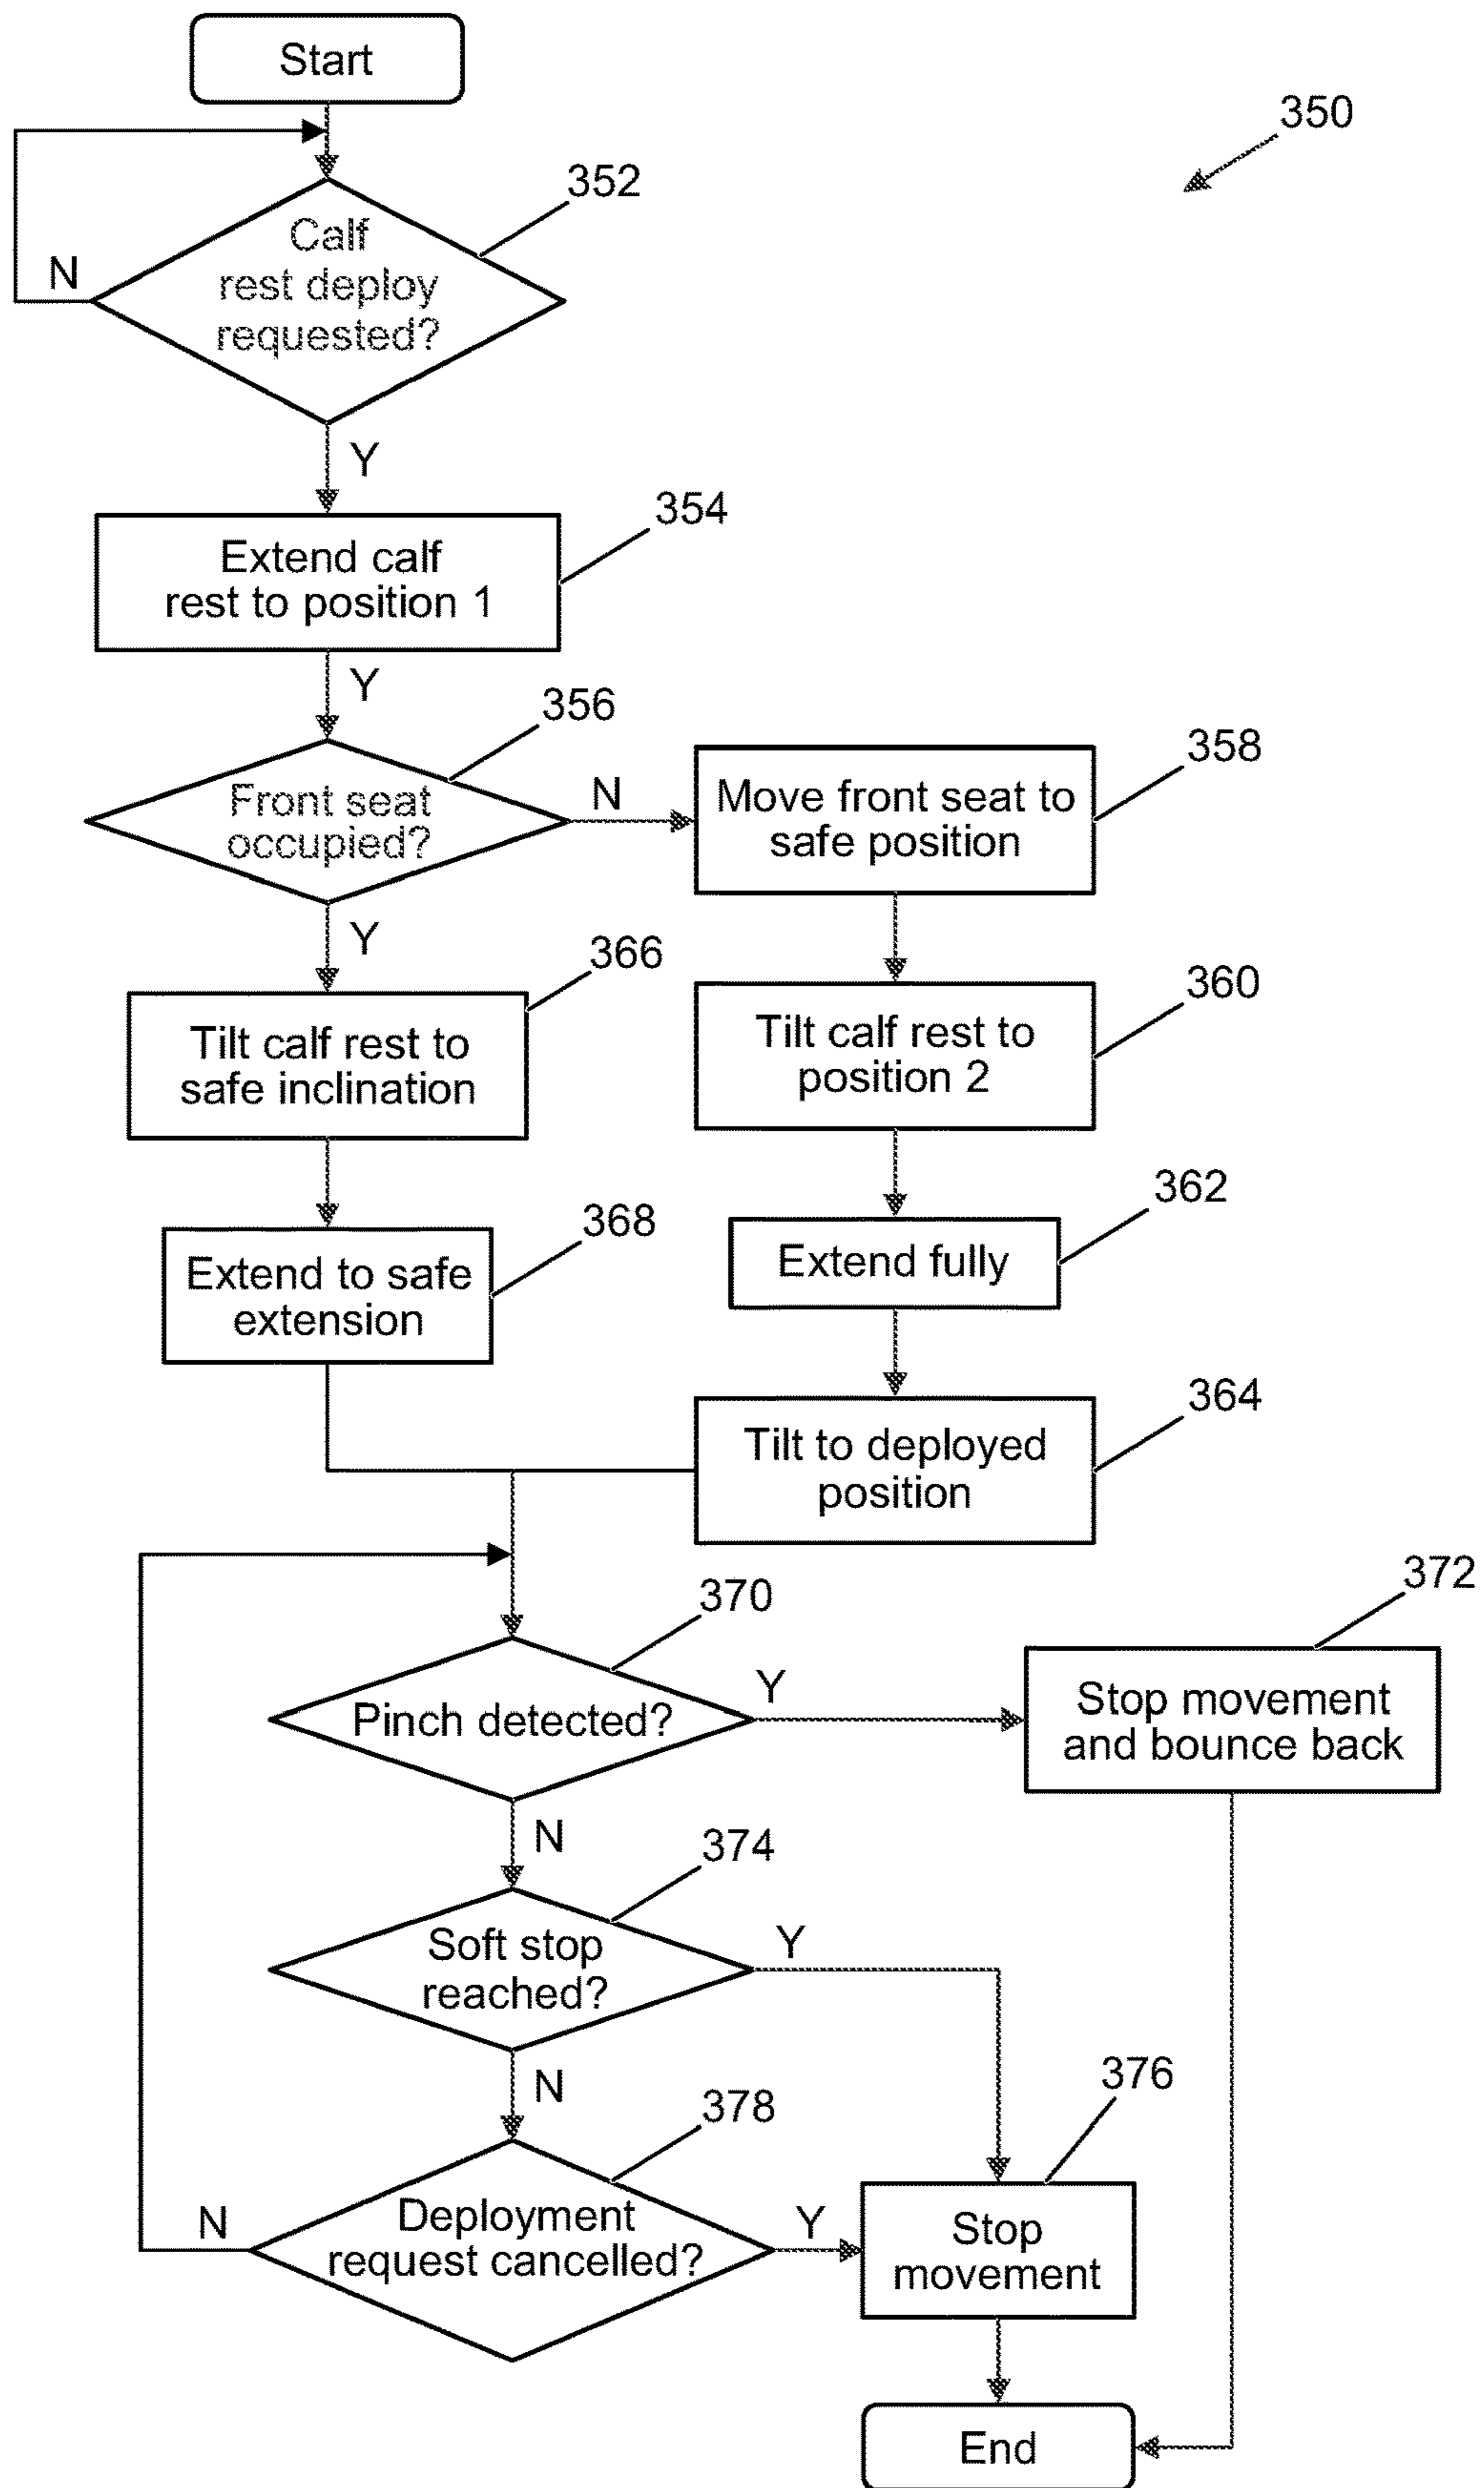 Start
350
352
Calf
rest deploy
requested?
N
Y
354
Extend calf
rest to position 1
Y
356
Front seat
occupied?
N
358
Move front seat to
safe position
Y
366
Tilt calf rest to
safe inclination
360
Tilt calf rest to
position 2
368
Extend to safe
extension
362
Extend fully
364
Tilt to deployed
position
370
Pinch detected?
Y
372
Stop movement
and bounce back
N
374
Soft stop
reached?
Y
N
378
Deployment
request cancelled?
N
Y
376
Stop
movement
End